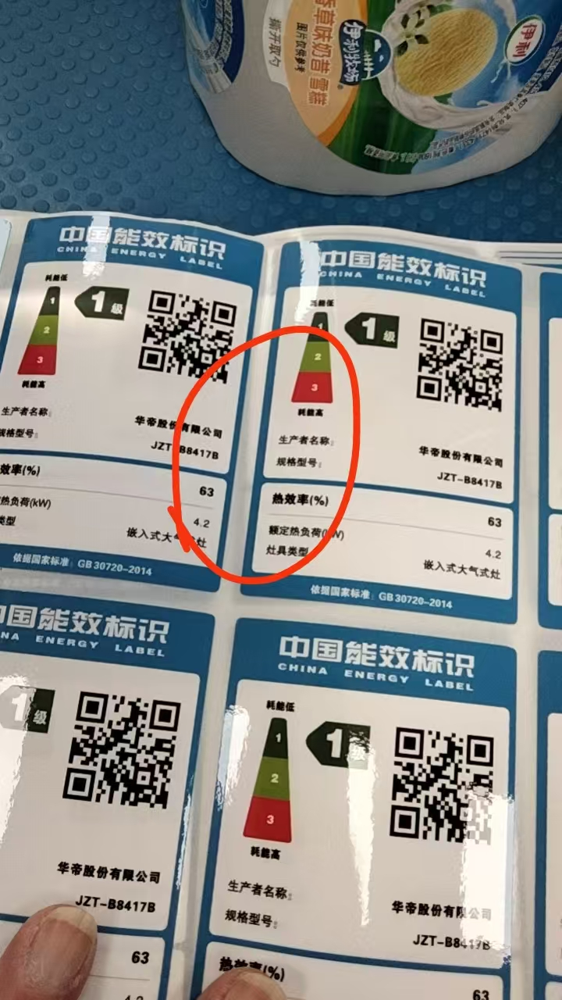 伊利
伊利牧场
香草味奶昔 雪糕
图片仅供参考
撕开取勺
中国能效标识
CHINA ENERGY LABEL
耗能低
1
2
3
耗能高
1级
生产者名称：
华帝股份有限公司
规格型号：
JZT-B8417B
效率(%)
63
热负荷(kW)
4.2
类型
嵌入式大气式灶
依据国家标准：GB 30720-2014
中国能效标识
CHINA ENERGY LABEL
耗能低
1
2
3
耗能高
1级
生产者名称：
华帝股份有限公司
规格型号：
JZT-B8417B
热效率(%)
63
额定热负荷(kW)
4.2
灶具类型
嵌入式大气式灶
依据国家标准：GB 30720-2014
国能效标识
NA ENERGY LABEL
1级
华帝股份有限公司
JZT-B8417B
63
4.2
中国能效标识
CHINA ENERGY LABEL
耗能低
1
2
3
耗能高
1级
生产者名称：
华帝股份有限公司
规格型号：
JZT-B8417B
热效率(%)
63